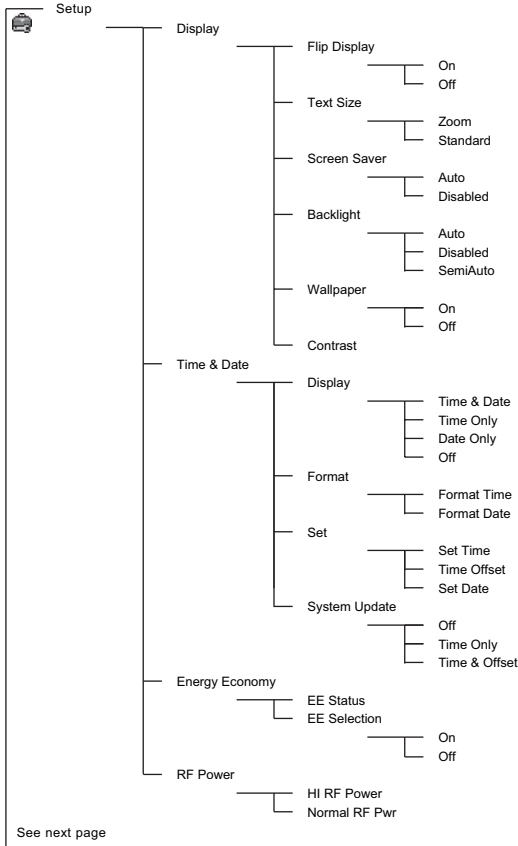 Setup
Display
Flip Display
On
Off
Text Size
Zoom
Standard
Screen Saver
Auto
Disabled
Backlight
Auto
Disabled
SemiAuto
Wallpaper
On
Off
Contrast
Time & Date
Display
Time & Date
Time Only
Date Only
Off
Format
Format Time
Format Date
Set
Set Time
Time Offset
Set Date
System Update
Off
Time Only
Time & Offset
Energy Economy
EE Status
EE Selection
On
Off
RF Power
HI RF Power
Normal RF Pwr
See next page